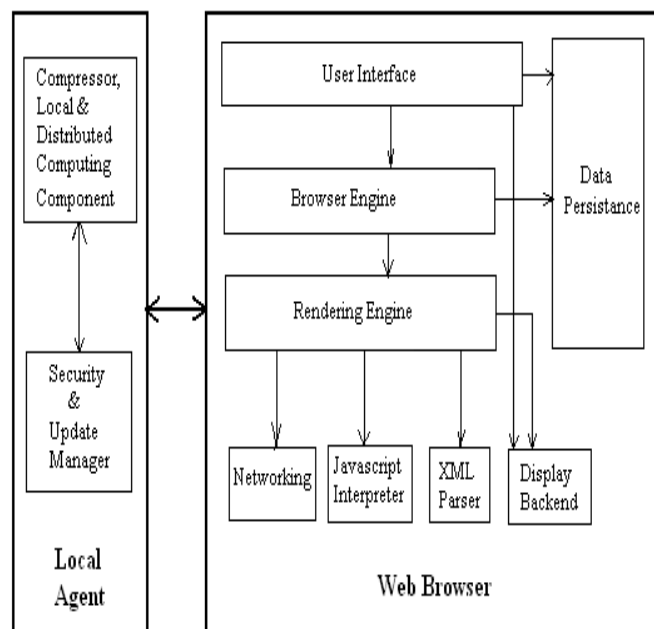 Compressor,
Local &
Distributed
Computing
Component
Security
&
Update
Manager
Local
Agent
User Interface
Browser Engine
Rendering Engine
Data
Persistance
Networking
Javascript
Interpreter
XML
Parser
Display
Backend
Web Browser